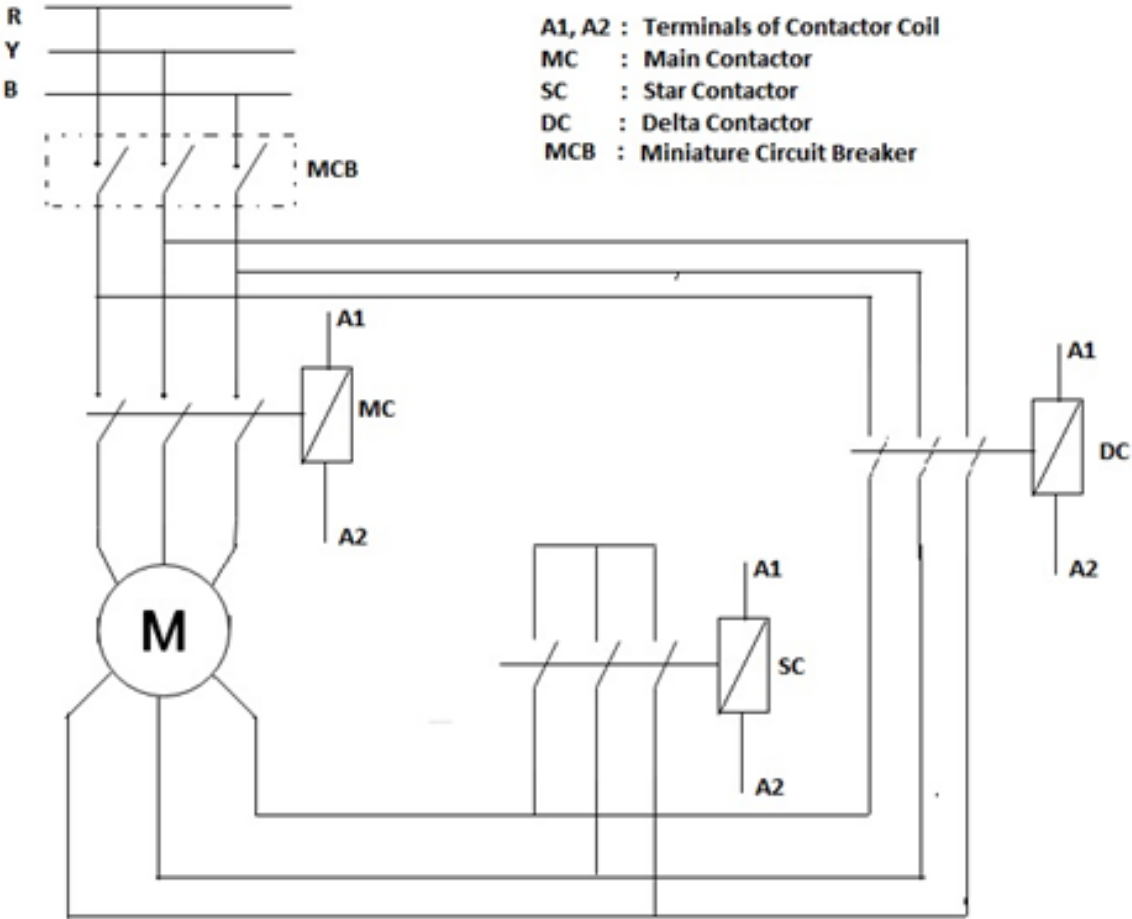 R
Y
B
A1, A2 : Terminals of Contactor Coil
MC : Main Contactor
SC : Star Contactor
DC : Delta Contactor
MCB : Miniature Circuit Breaker
MCB
A1
MC
A2
A1
DC
A2
M
A1
SC
A2